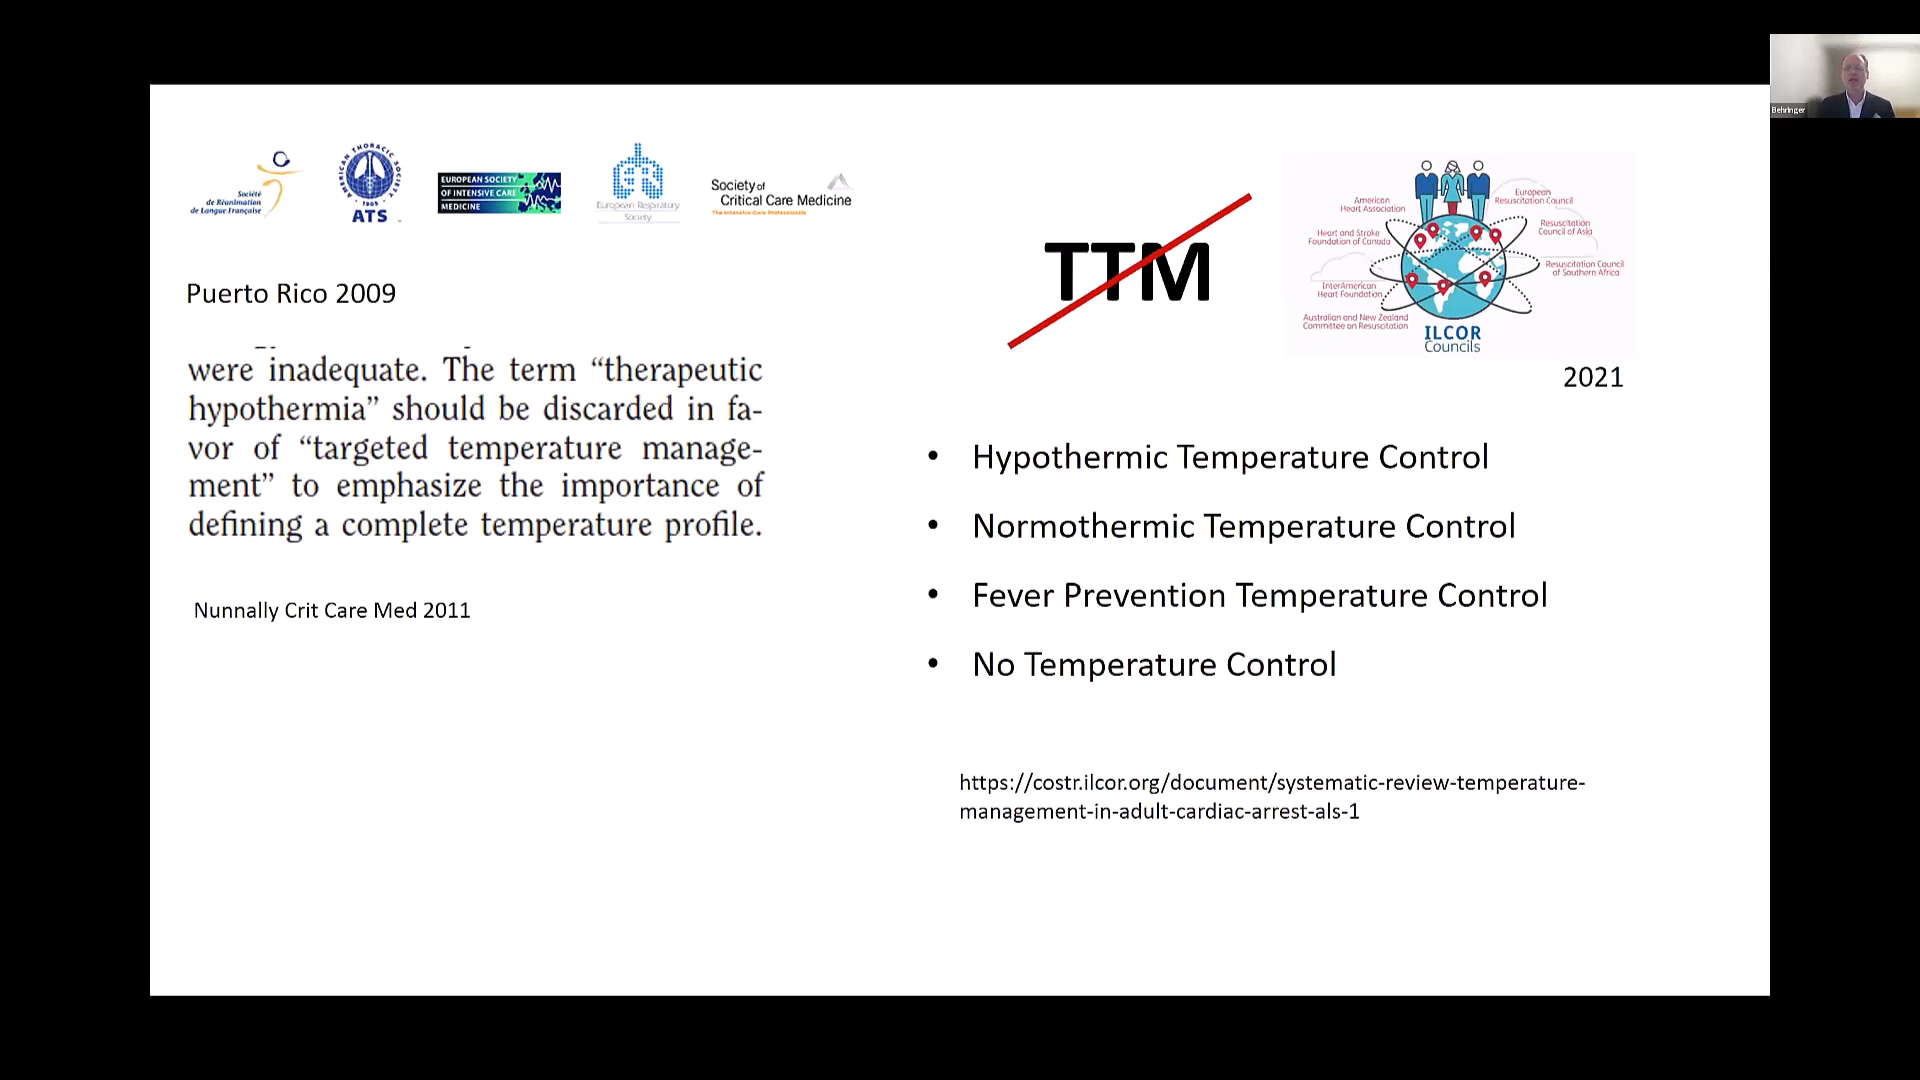 Société
de Réanimation
de Langue Française
AMERICAN THORACIC SOCIETY
1905
ATS
EUROPEAN SOCIETY
OF INTENSIVE CARE
MEDICINE
European Respiratory
Society
Society of
Critical Care Medicine
The Intensive Care Professionals
Puerto Rico 2009
were inadequate. The term “therapeutic
hypothermia” should be discarded in fa-
vor of “targeted temperature manage-
ment” to emphasize the importance of
defining a complete temperature profile.
Nunnally Crit Care Med 2011
TTM
American
Heart Association
European
Resuscitation Council
Heart and Stroke
Foundation of Canada
Resuscitation
Council of Asia
InterAmerican
Heart Foundation
Resuscitation Council
of Southern Africa
Australian and New Zealand
Committee on Resuscitation
ILCOR
Councils
2021
• Hypothermic Temperature Control
• Normothermic Temperature Control
• Fever Prevention Temperature Control
• No Temperature Control
https://costr.ilcor.org/document/systematic-review-temperature-
management-in-adult-cardiac-arrest-als-1
Behringer